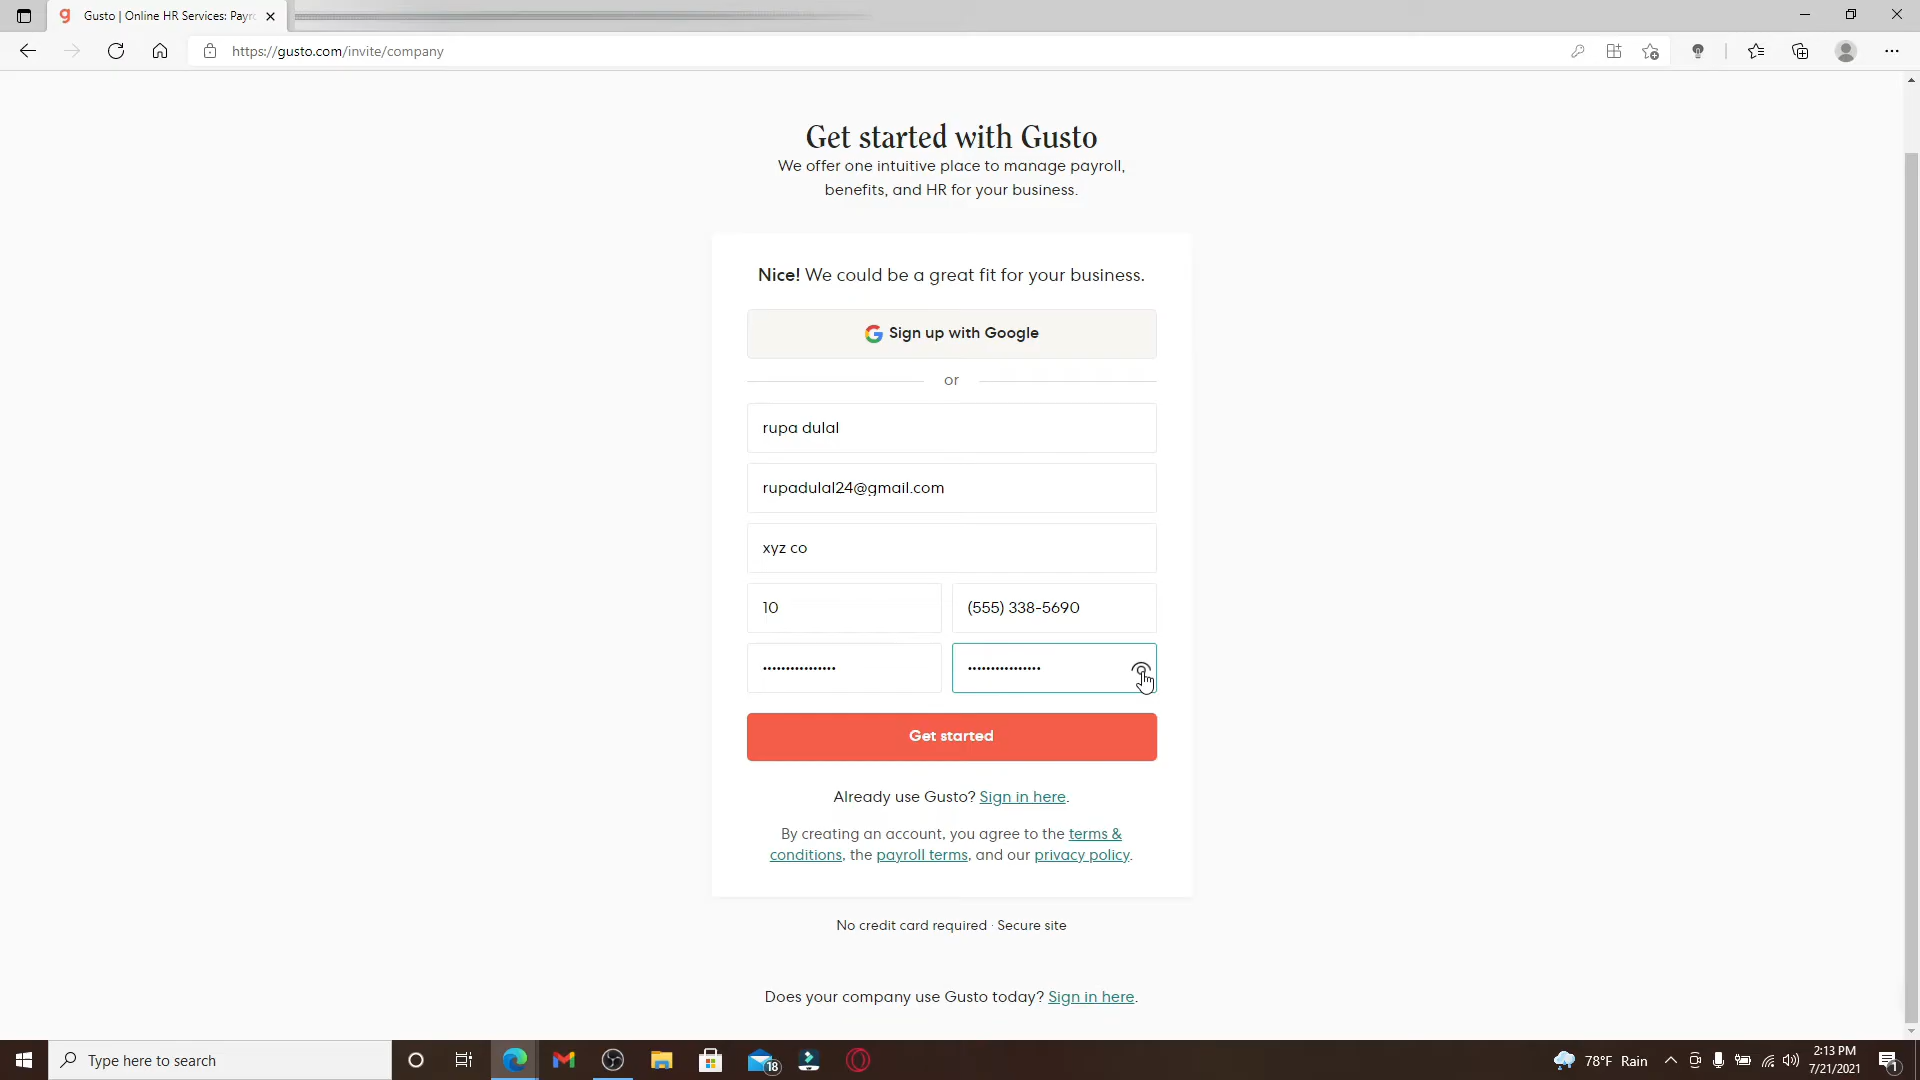 Gusto | Online HR Services: Payr
https://gusto.com/invite/company
Get started with Gusto
We offer one intuitive place to manage payroll,
benefits, and HR for your business.
Nice! We could be a great fit for your business.
Sign up with Google
or
rupa dulal
rupadulal24@gmail.com
xyz co
10
(555) 338-5690
••••••••••••••••
••••••••••••••••
Get started
Already use Gusto? Sign in here.
By creating an account, you agree to the terms &
conditions, the payroll terms, and our privacy policy.
No credit card required · Secure site
Does your company use Gusto today? Sign in here.
Type here to search
18
78°F Rain
2:13 PM
7/21/2021
1